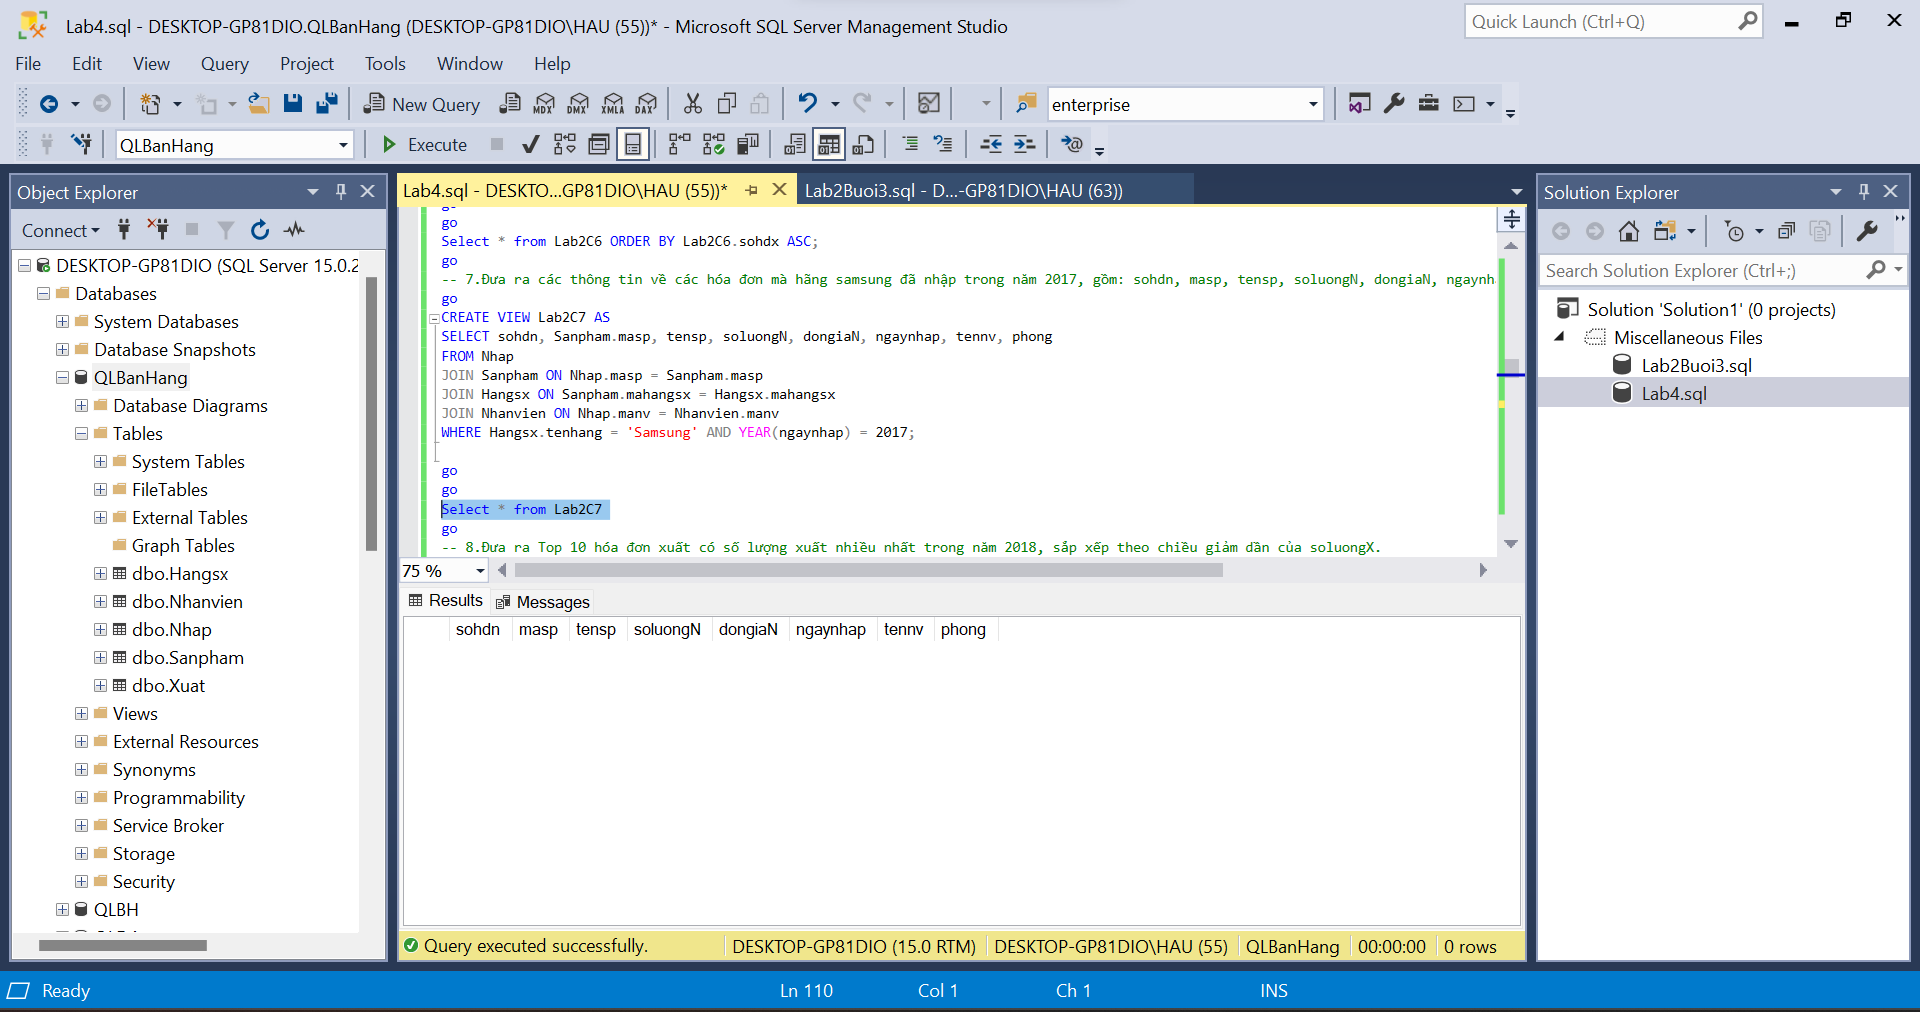 Lab4.sql - DESKTOP-GP81DIO.QLBanHang (DESKTOP-GP81DIO\HAU (55))* - Microsoft SQL Server Management Studio
Quick Launch (Ctrl+Q)
File Edit View Query Project Tools Window Help
New Query
MDX DMX XMLA DAX
enterprise
QLBanHang
Execute
Object Explorer
Connect
DESKTOP-GP81DIO (SQL Server 15.0.2
Databases
System Databases
Database Snapshots
QLBanHang
Database Diagrams
Tables
System Tables
FileTables
External Tables
Graph Tables
dbo.Hangsx
dbo.Nhanvien
dbo.Nhap
dbo.Sanpham
dbo.Xuat
Views
External Resources
Synonyms
Programmability
Service Broker
Storage
Security
QLBH
Lab4.sql - DESKTO...GP81DIO\HAU (55))*
Lab2Buoi3.sql - D...-GP81DIO\HAU (63))
go
Select * from Lab2C6 ORDER BY Lab2C6.sohdx ASC;
go
-- 7.Đưa ra các thông tin về các hóa đơn mà hãng samsung đã nhập trong năm 2017, gồm: sohdn, masp, tensp, soluongN, dongiaN, ngaynh
go
CREATE VIEW Lab2C7 AS
SELECT sohdn, Sanpham.masp, tensp, soluongN, dongiaN, ngaynhap, tennv, phong
FROM Nhap
JOIN Sanpham ON Nhap.masp = Sanpham.masp
JOIN Hangsx ON Sanpham.mahangsx = Hangsx.mahangsx
JOIN Nhanvien ON Nhap.manv = Nhanvien.manv
WHERE Hangsx.tenhang = 'Samsung' AND YEAR(ngaynhap) = 2017;
go
go
Select * from Lab2C7
go
-- 8.Đưa ra Top 10 hóa đơn xuất có số lượng xuất nhiều nhất trong năm 2018, sắp xếp theo chiều giảm dần của soluongX.
75 %
Results Messages
sohdn masp tensp soluongN dongiaN ngaynhap tennv phong
Query executed successfully. DESKTOP-GP81DIO (15.0 RTM) DESKTOP-GP81DIO\HAU (55) QLBanHang 00:00:00 0 rows
Solution Explorer
Search Solution Explorer (Ctrl+;)
Solution 'Solution1' (0 projects)
Miscellaneous Files
Lab2Buoi3.sql
Lab4.sql
Ready Ln 110 Col 1 Ch 1 INS